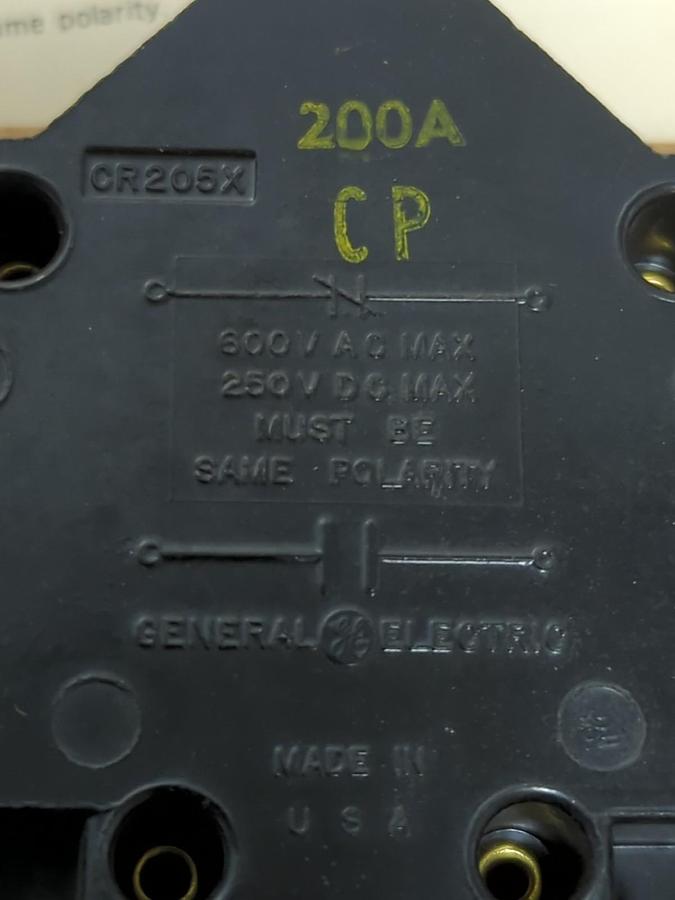 me polarity
200A
CR205X
CP
600V AC MAX
250V DC MAX
MUST BE
SAME POLARITY
GENERAL GE ELECTRIC
MADE IN
U S A